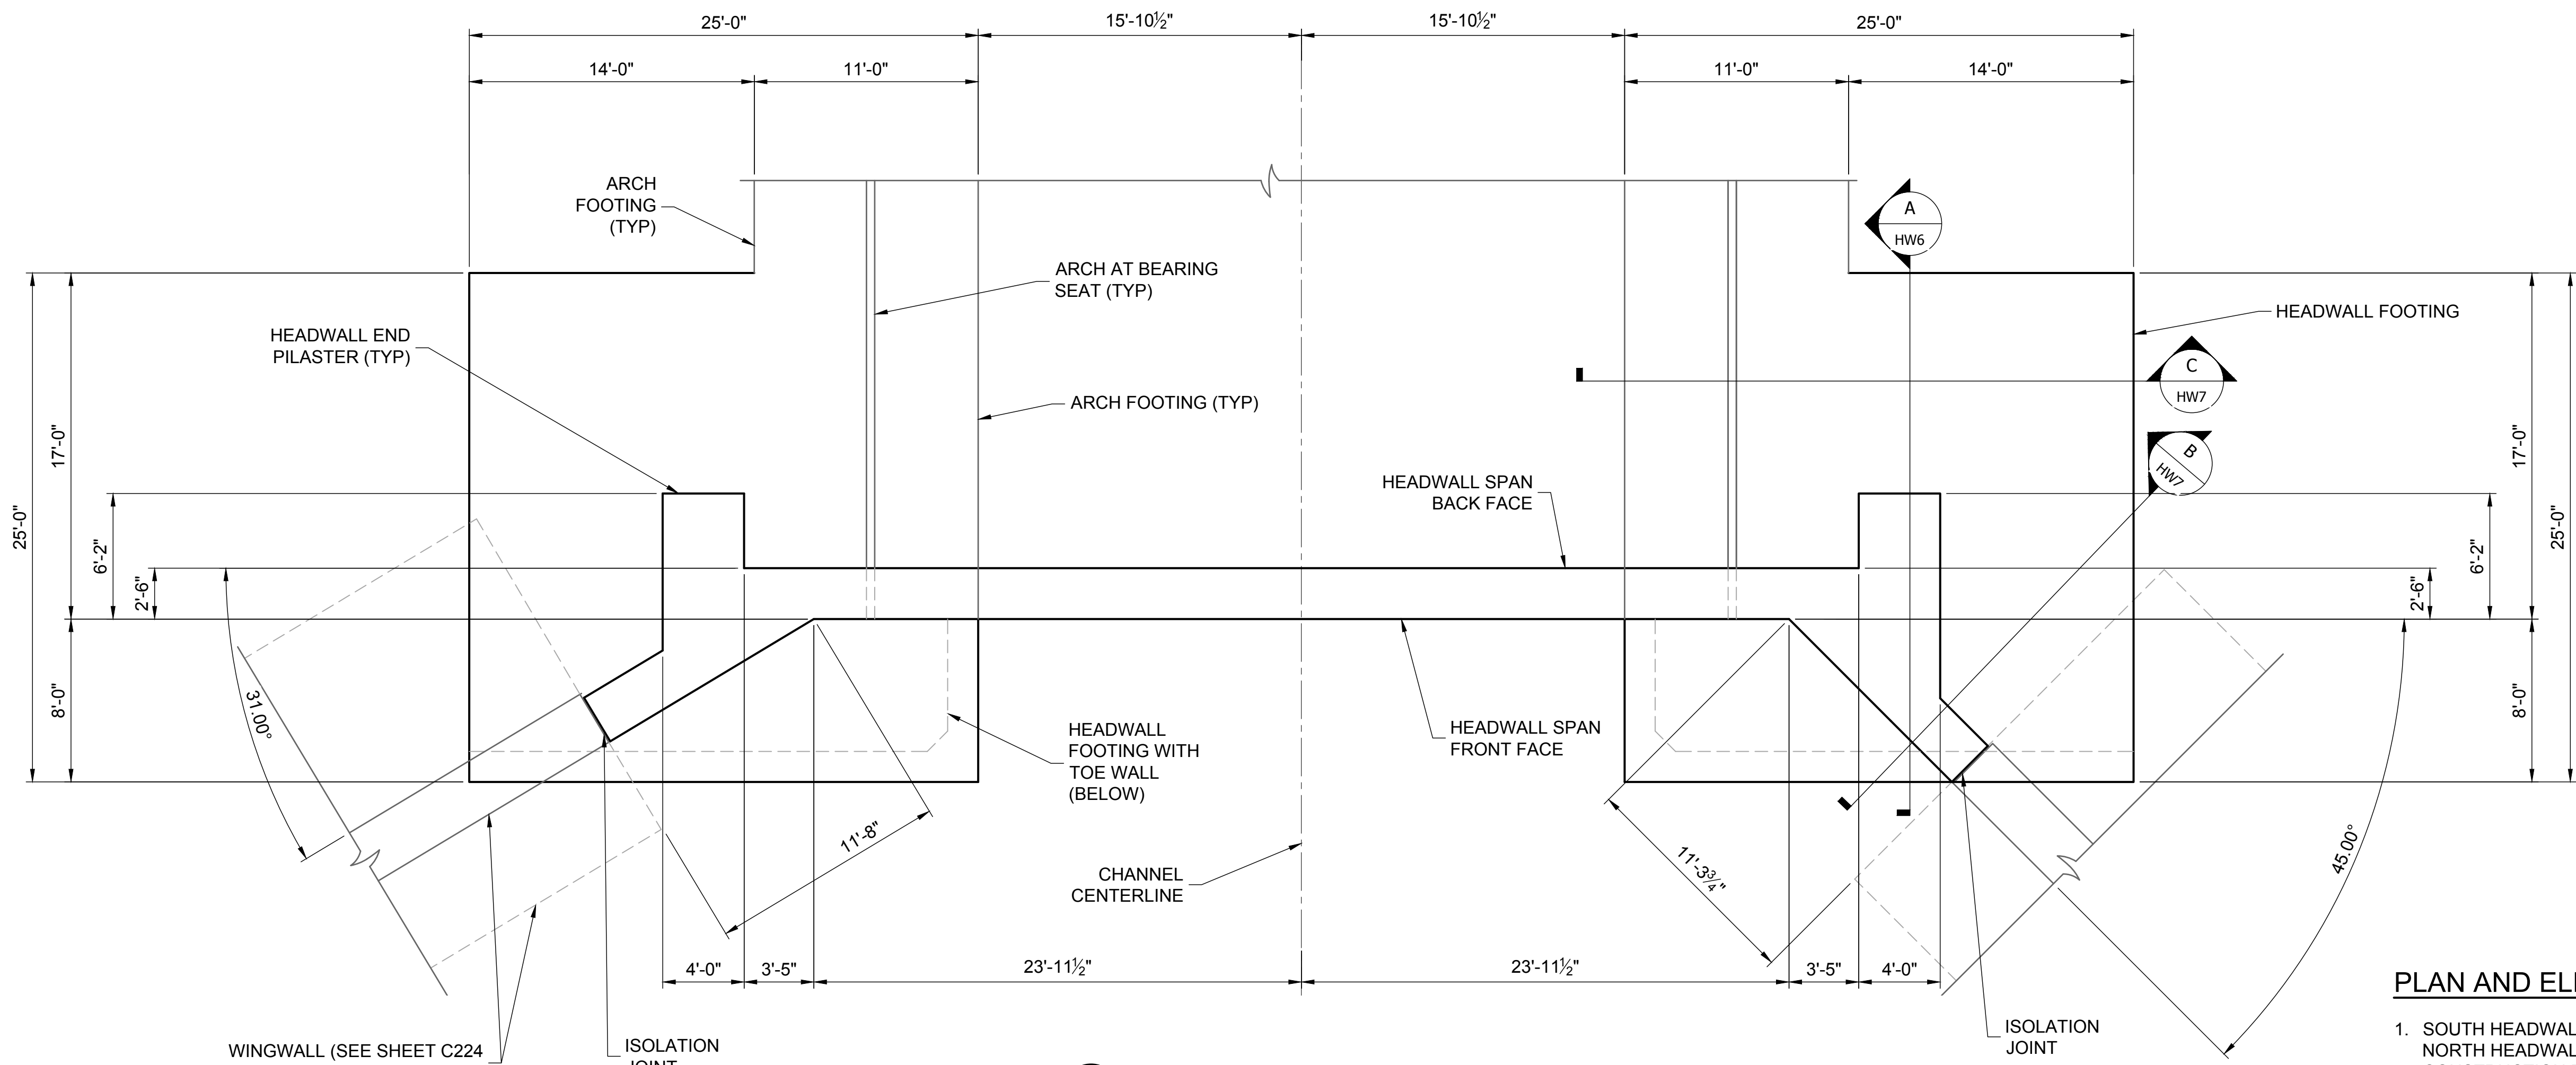 25'-0"
15'-10½"
15'-10½"
25'-0"
14'-0"
11'-0"
11'-0"
14'-0"
ARCH
FOOTING
(TYP)
A
HW6
ARCH AT BEARING
SEAT (TYP)
HEADWALL FOOTING
HEADWALL END
PILASTER (TYP)
C
HW7
ARCH FOOTING (TYP)
B
HW7
17'-0"
17'-0"
HEADWALL SPAN
BACK FACE
25'-0"
25'-0"
6'-2"
6'-2"
2'-6"
2'-6"
31.00°
8'-0"
8'-0"
HEADWALL
FOOTING WITH
TOE WALL
(BELOW)
HEADWALL SPAN
FRONT FACE
11'-8"
11'-3¾"
45.00°
CHANNEL
CENTERLINE
4'-0"
3'-5"
23'-11½"
23'-11½"
3'-5"
4'-0"
PLAN AND EL
WINGWALL (SEE SHEET C224
ISOLATION
JOINT
ISOLATION
JOINT
1. SOUTH HEADWAL
NORTH HEADWAL